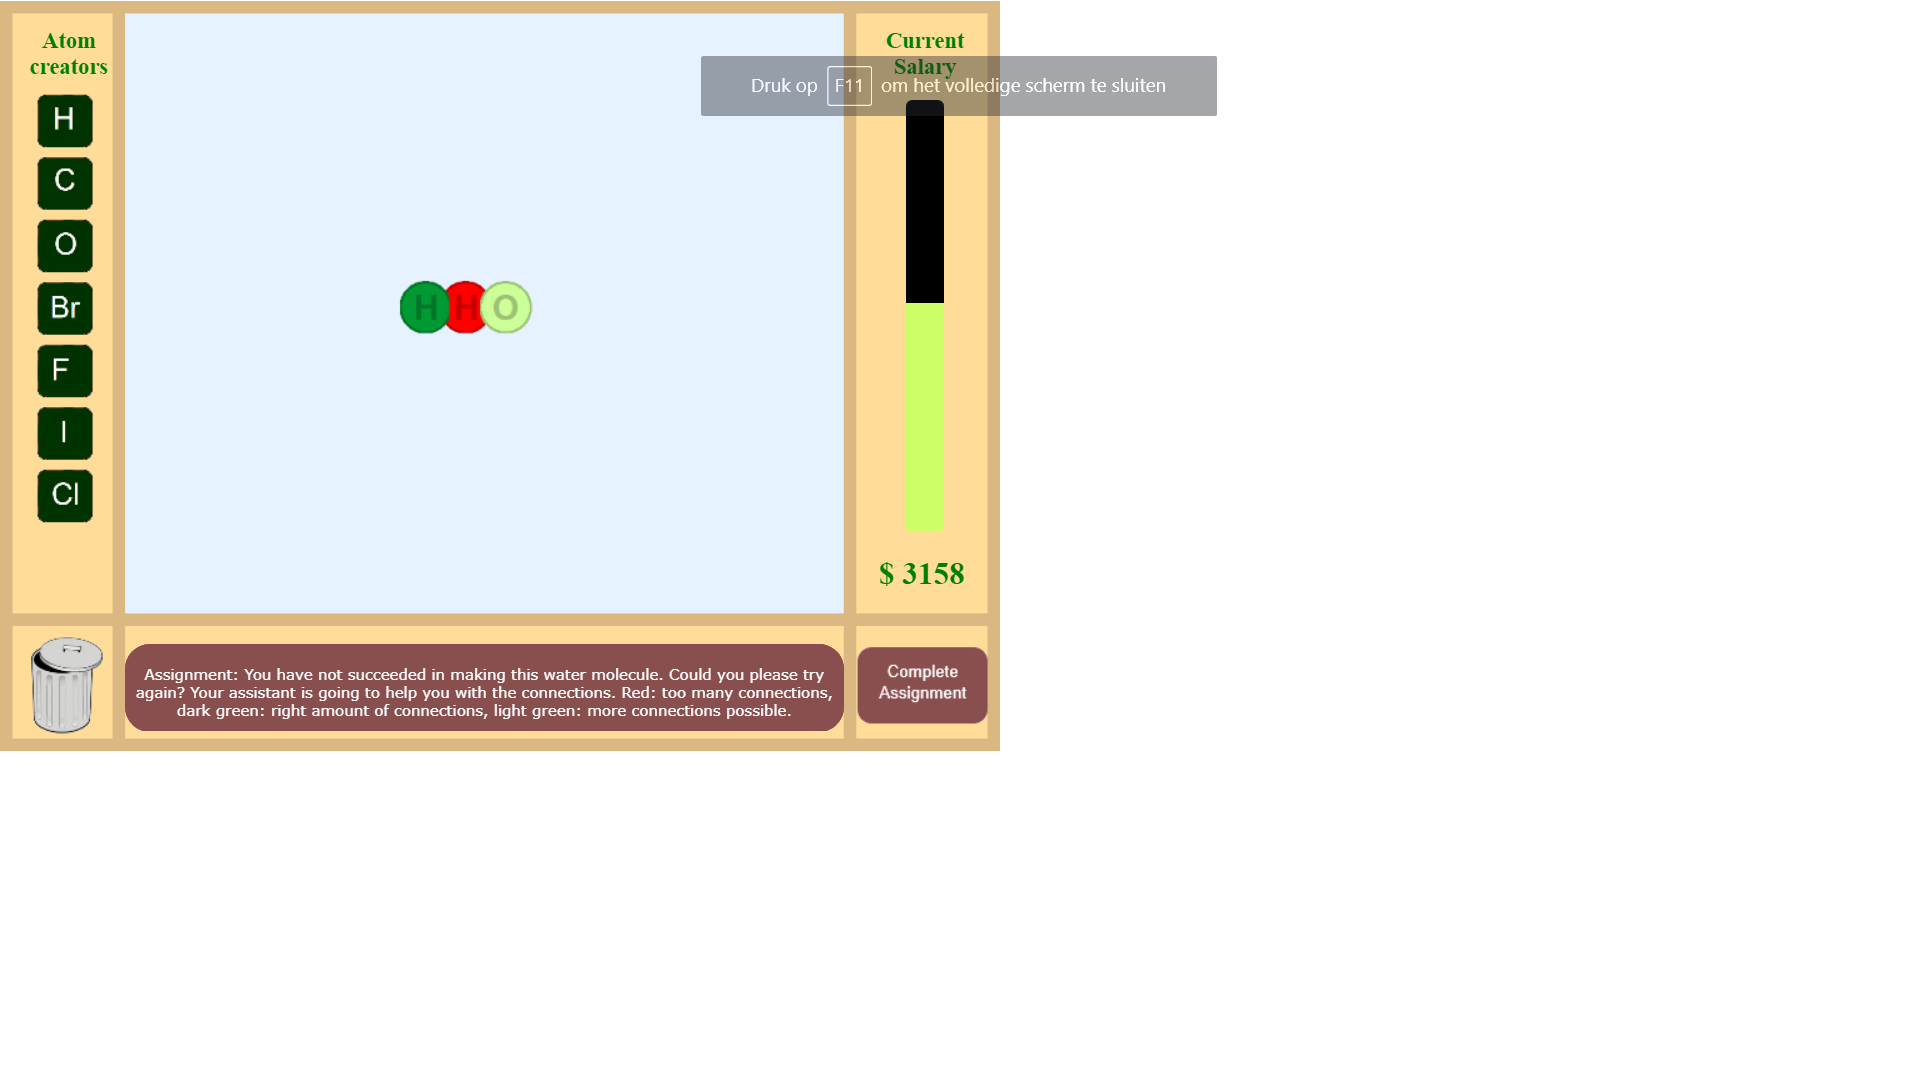 Atom
creators
H
C
O
Br
F
I
Cl
H H O
Current
Salary
Druk op F11 om het volledige scherm te sluiten
$ 3158
Assignment: You have not succeeded in making this water molecule. Could you please try
again? Your assistant is going to help you with the connections. Red: too many connections,
dark green: right amount of connections, light green: more connections possible.
Complete
Assignment